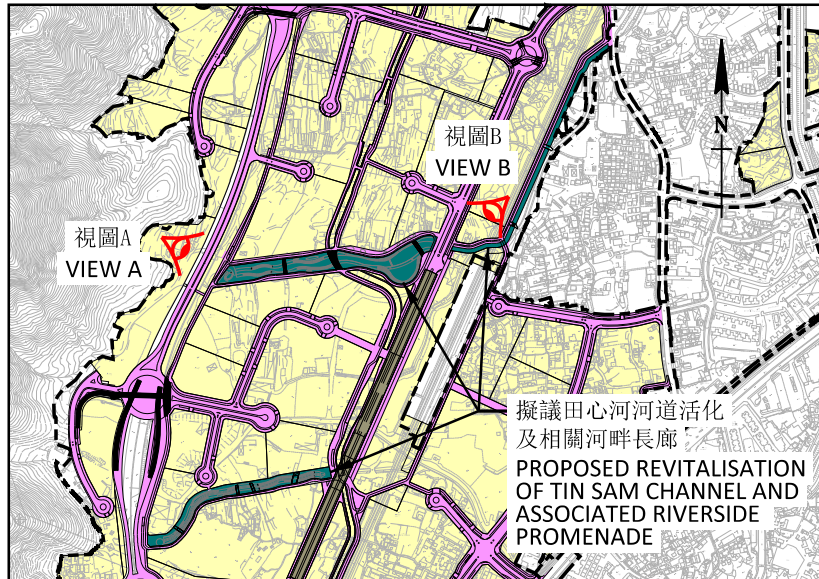 視圖B
VIEW B
N
視圖A
VIEW A
擬議田心河河道活化
及相關河畔長廊
PROPOSED REVITALISATION
OF TIN SAM CHANNEL AND
ASSOCIATED RIVERSIDE
PROMENADE